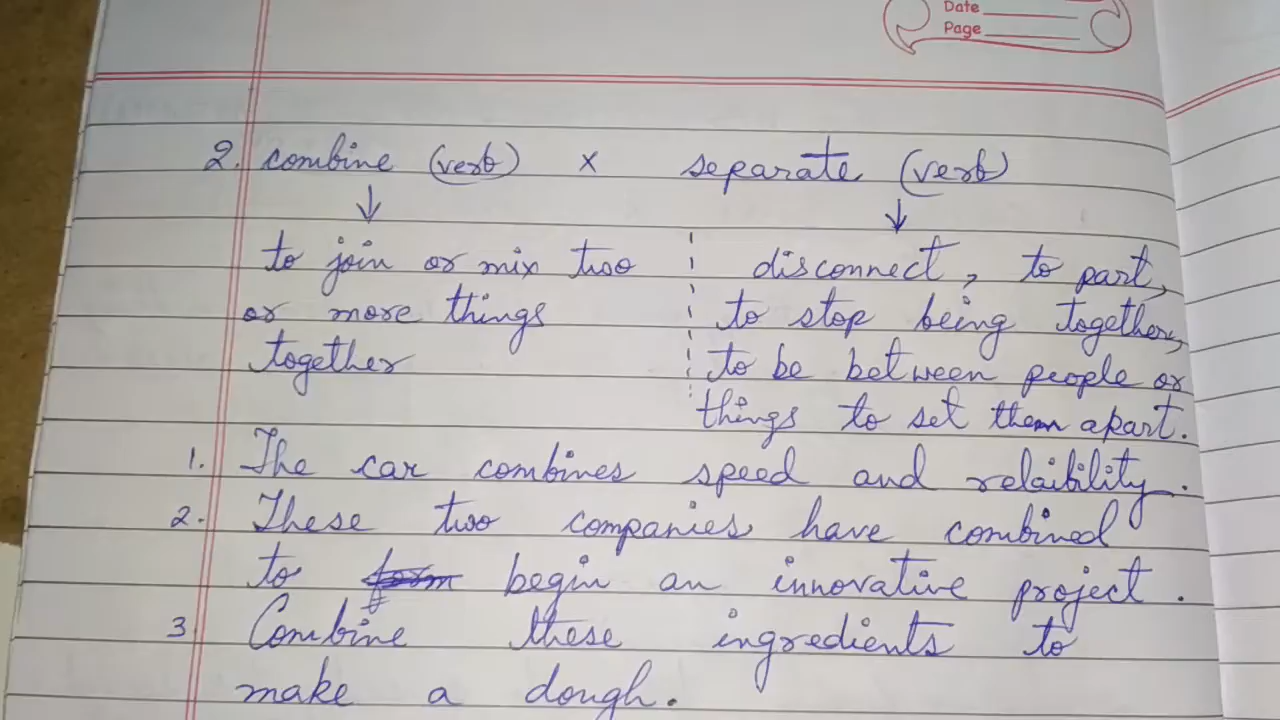 Date
Page
2. combine (verb) x separate (verb)
to join or mix two
or more things
together
disconnect, to part,
to stop being together,
to be between people or
things to set them apart.
1. The car combines speed and relaibility.
2. These two companies have combined
to form begin an innovative project.
3 Combine these ingredients to
make a dough.